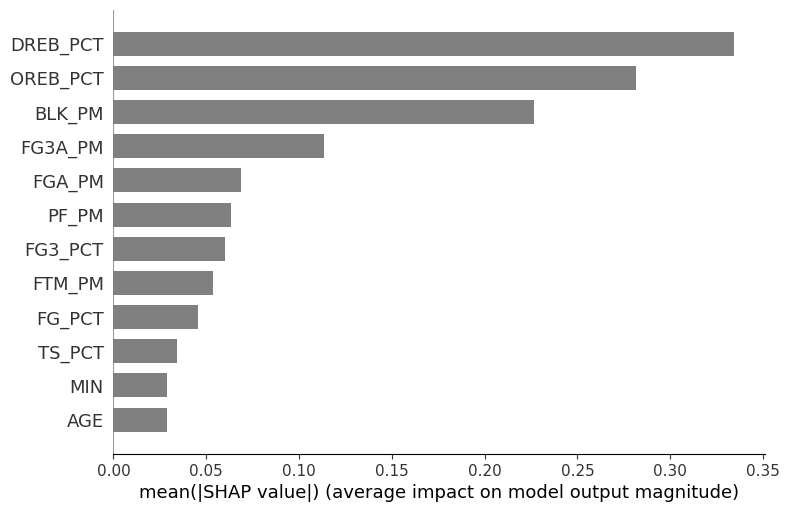 DREB_PCT
OREB_PCT
BLK_PM
FG3A_PM
FGA_PM
PF_PM
FG3_PCT
FTM_PM
FG_PCT
TS_PCT
MIN
AGE
0.00 0.05 0.10 0.15 0.20 0.25 0.30 0.35
mean(|SHAP value|) (average impact on model output magnitude)